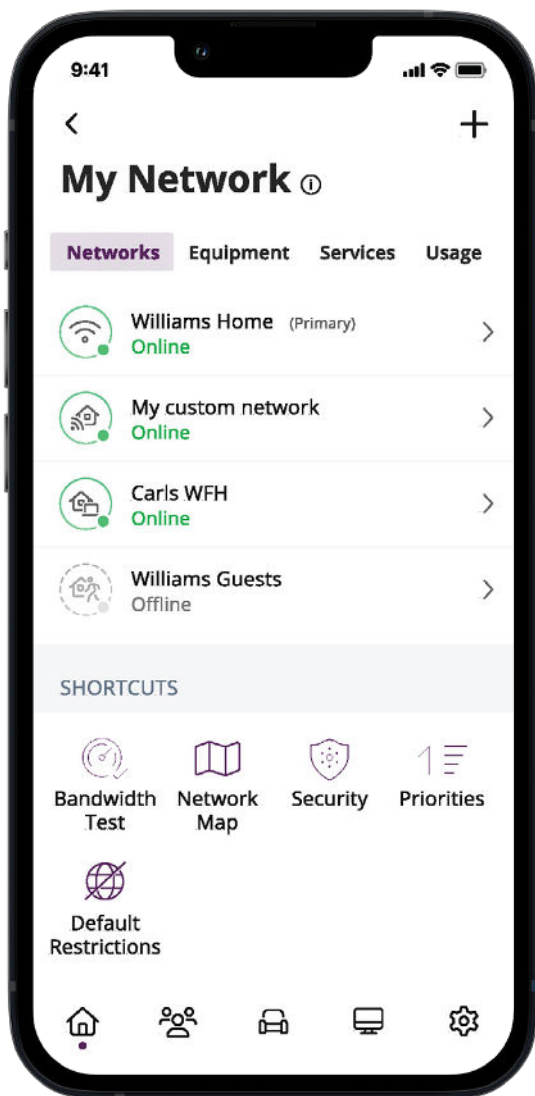 9:41
My Network
Networks Equipment Services Usage
Williams Home (Primary)
Online
My custom network
Online
Carls WFH
Online
Williams Guests
Offline
SHORTCUTS
Bandwidth Network Security Priorities
Test Map
Default
Restrictions